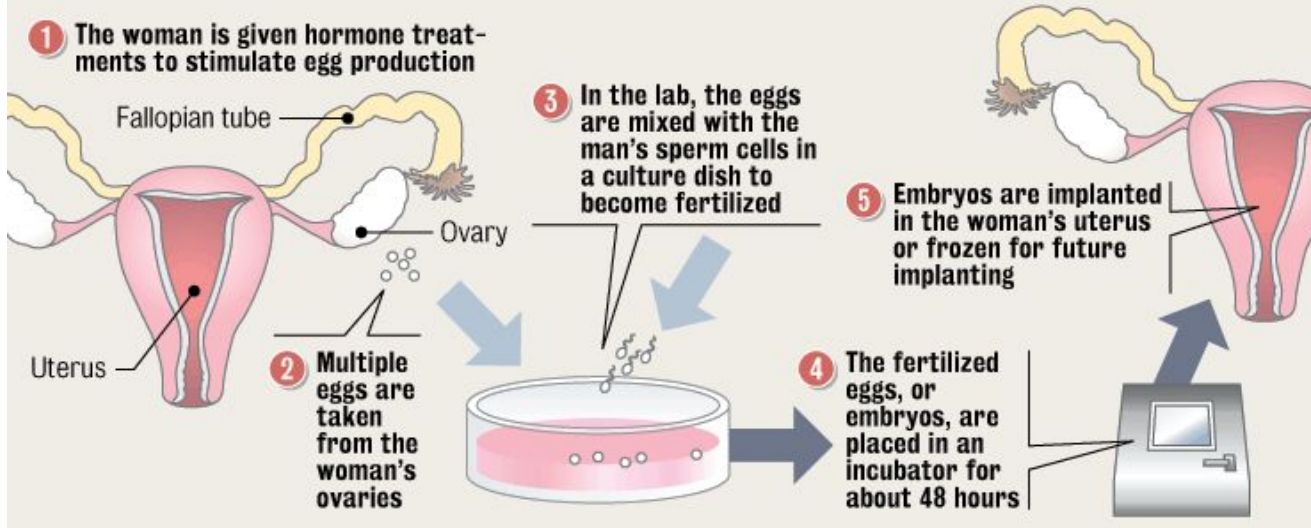 1 The woman is given hormone treat-
ments to stimulate egg production
Fallopian tube
Ovary
Uterus
2 Multiple
eggs are
taken
from the
woman's
ovaries
3 In the lab, the eggs
are mixed with the
man's sperm cells in
a culture dish to
become fertilized
4 The fertilized
eggs, or
embryos, are
placed in an
incubator for
about 48 hours
5 Embryos are implanted
in the woman's uterus
or frozen for future
implanting